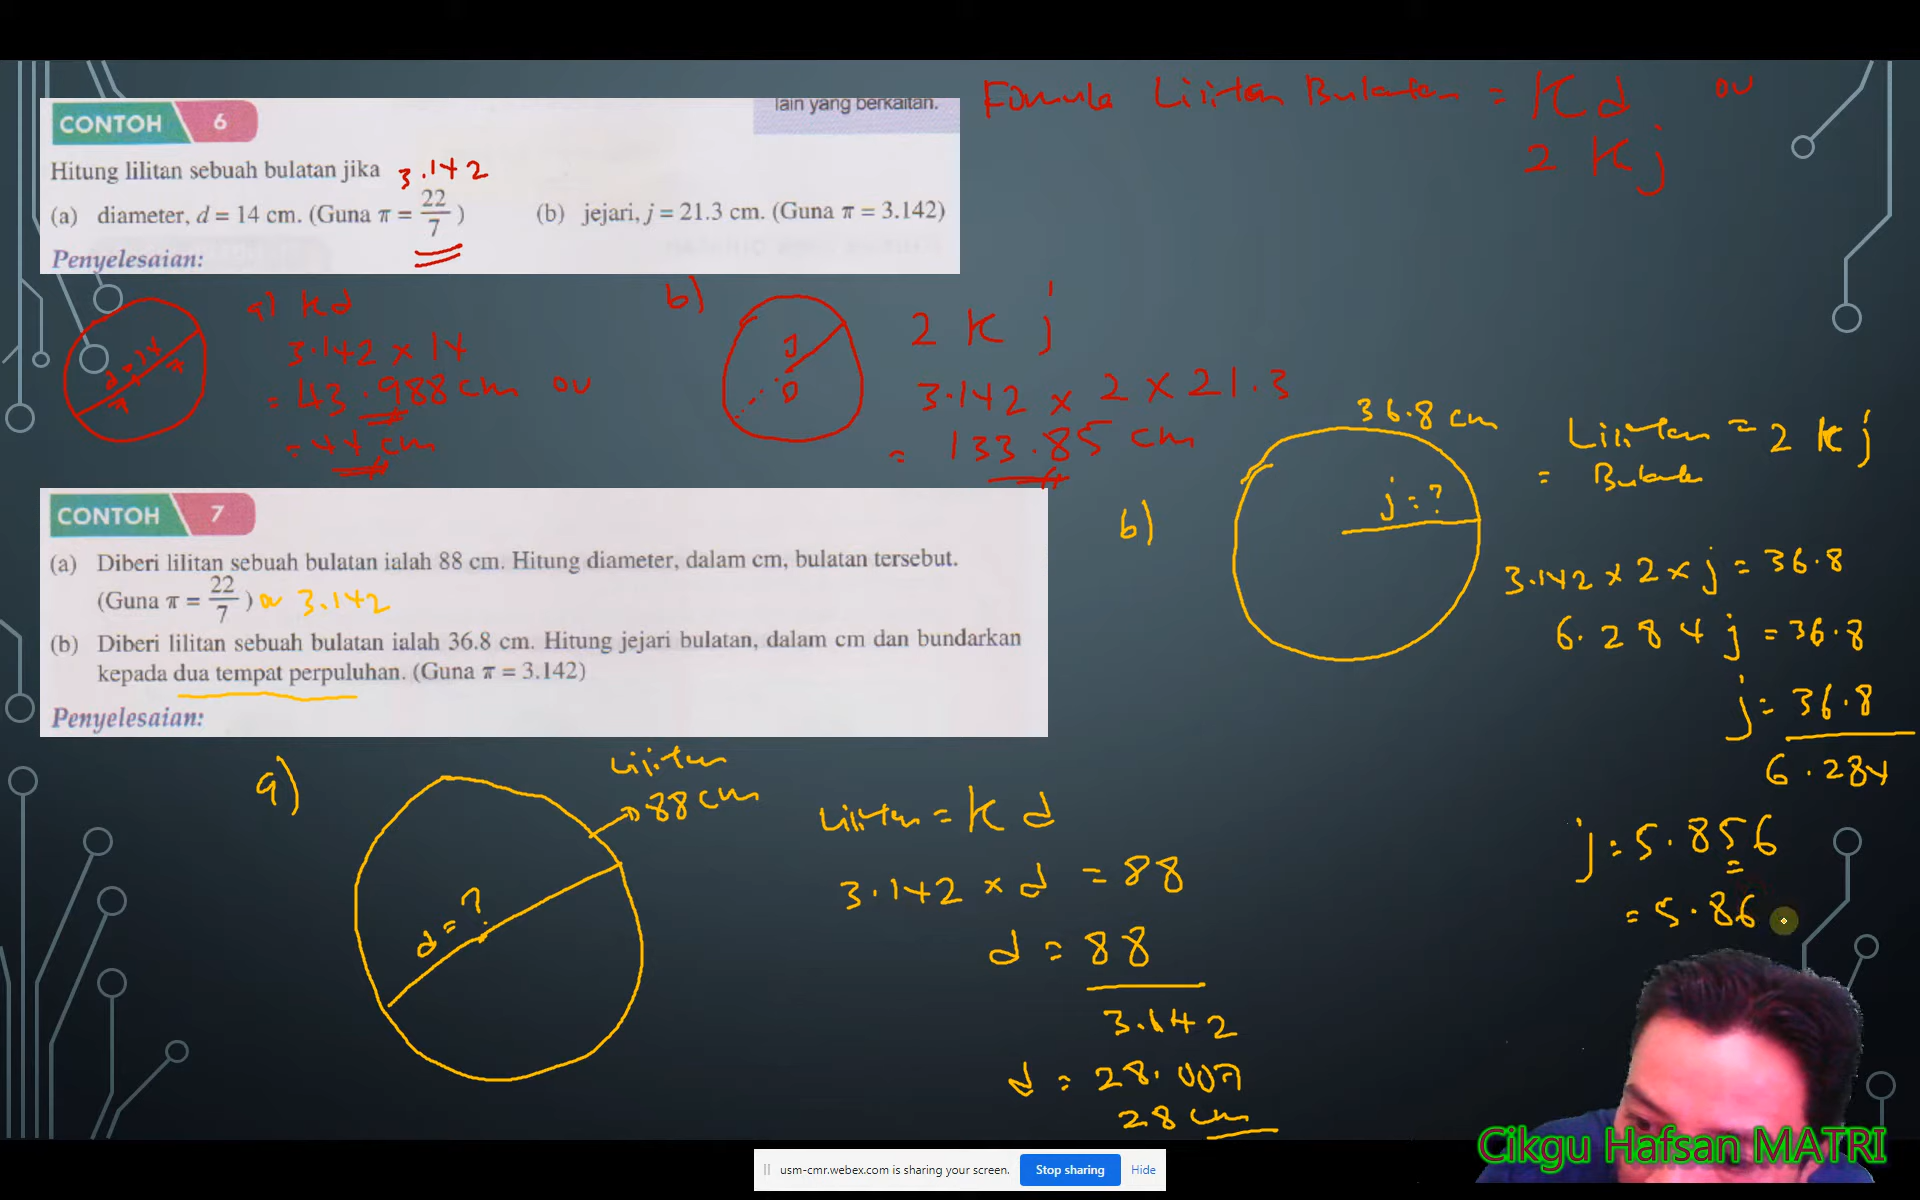 Fomula Lilitan Bulatan = πd ou
2πj
lain yang berkaitan.
CONTOH 6
Hitung lilitan sebuah bulatan jika
3.142
(a) diameter, d = 14 cm. (Guna π = 22/7) (b) jejari, j = 21.3 cm. (Guna π = 3.142)
Penyelesaian:
d = 14
a) πd
3.142 x 14
= 43.988 cm ou
= 44 cm
b)
J
O
2πj
3.142 x 2 x 21.3
= 133.85 cm
CONTOH 7
(a) Diberi lilitan sebuah bulatan ialah 88 cm. Hitung diameter, dalam cm, bulatan tersebut.
(Guna π = 22/7) 3.142
(b) Diberi lilitan sebuah bulatan ialah 36.8 cm. Hitung jejari bulatan, dalam cm dan bundarkan
kepada dua tempat perpuluhan. (Guna π = 3.142)
Penyelesaian:
a)
Lilitan
88 cm
d = ?
Lilitan = πd
3.142 x d = 88
d = 88
3.142
d = 28.007
28 cm
b)
36.8 cm
j = ?
Lilitan = 2πj
=
3.142 x 2 x j = 36.8
6.284 j = 36.8
j = 36.8
6.284
j = 5.856
= 5.86
Cikgu Hafsan MATRI
usm-cmr.webex.com is sharing your screen. Stop sharing Hide